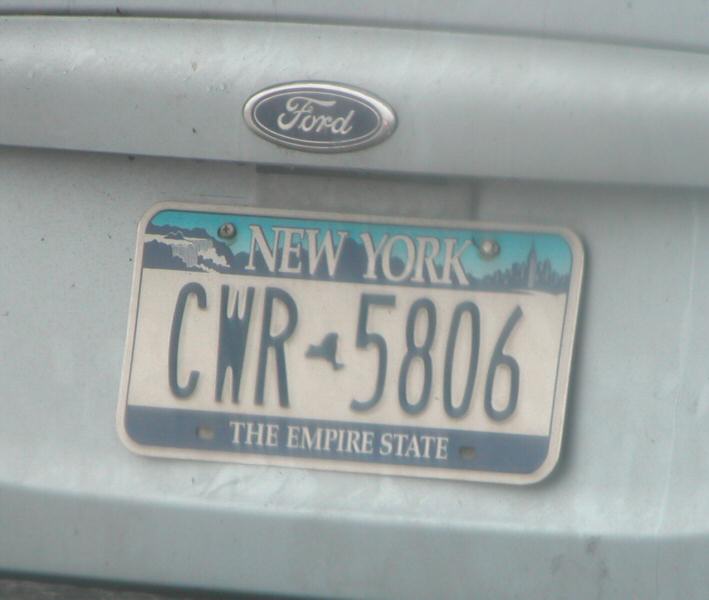 Ford
NEW YORK
CWR 5806
THE EMPIRE STATE